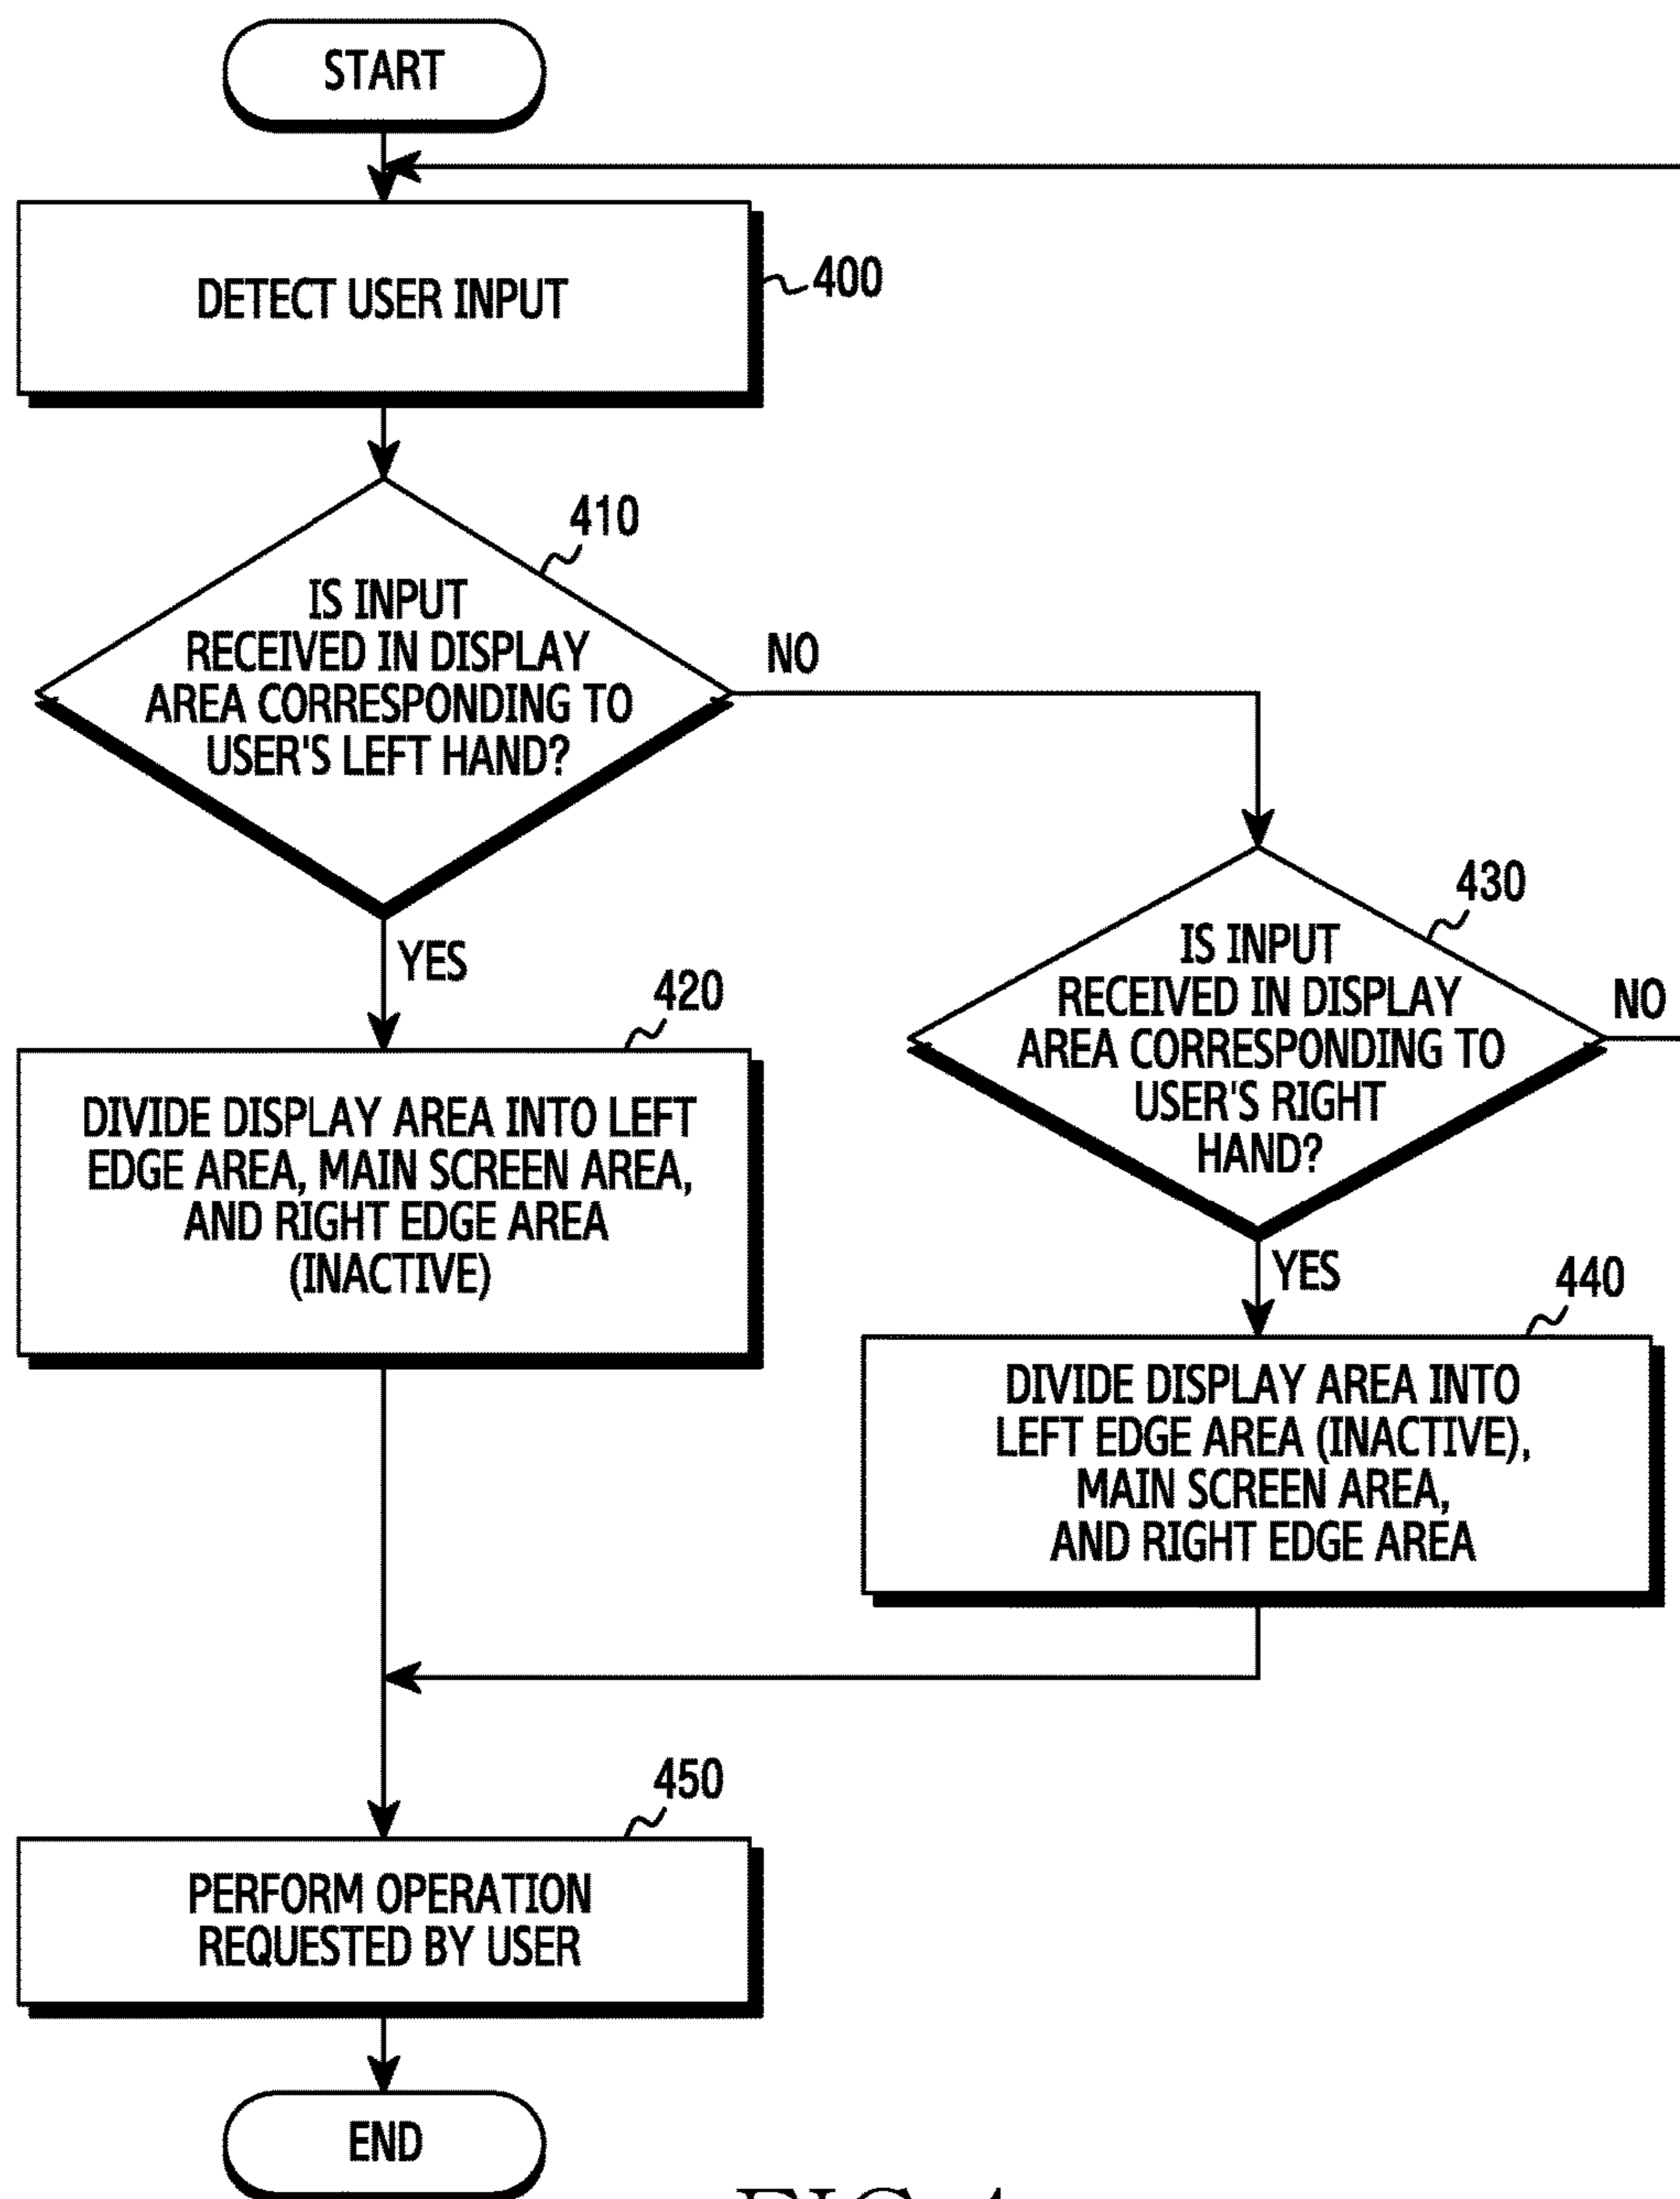 START
DETECT USER INPUT
400
410
IS INPUT
RECEIVED IN DISPLAY
AREA CORRESPONDING TO
USER'S LEFT HAND?
NO
YES
420
DIVIDE DISPLAY AREA INTO LEFT
EDGE AREA, MAIN SCREEN AREA,
AND RIGHT EDGE AREA
(INACTIVE)
430
IS INPUT
RECEIVED IN DISPLAY
AREA CORRESPONDING TO
USER'S RIGHT
HAND?
NO
YES
440
DIVIDE DISPLAY AREA INTO
LEFT EDGE AREA (INACTIVE),
MAIN SCREEN AREA,
AND RIGHT EDGE AREA
450
PERFORM OPERATION
REQUESTED BY USER
END